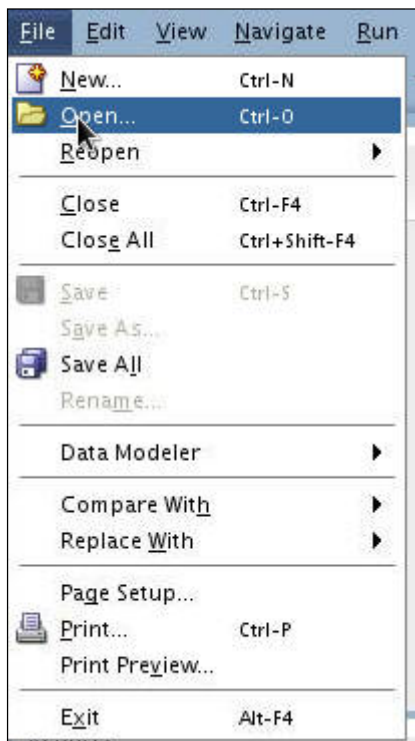 File Edit View Navigate Run
New... Ctrl-N
Open... Ctrl-O
Reopen
Close Ctrl-F4
Close All Ctrl+Shift-F4
Save Ctrl-S
Save As...
Save All
Rename...
Data Modeler
Compare With
Replace With
Page Setup...
Print... Ctrl-P
Print Preview...
Exit Alt-F4